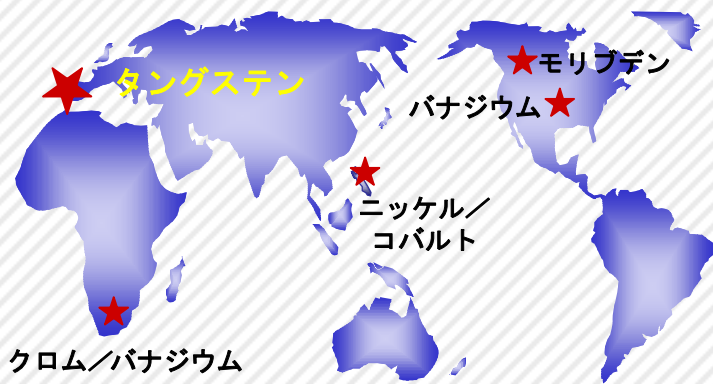 タングステン
モリブデン
バナジウム
ニッケル／
コバルト
クロム／バナジウム